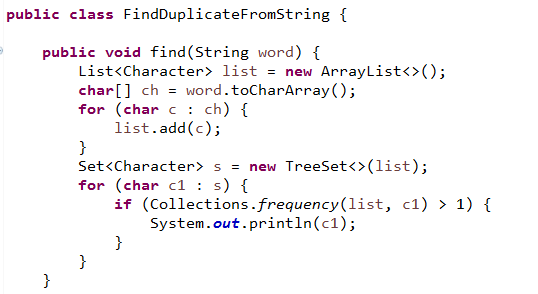 public class FindDuplicateFromString {
public void find(String word) {
List<Character> list = new ArrayList<>();
char[] ch = word.toCharArray();
for (char c : ch) {
list.add(c);
}
Set<Character> s = new TreeSet<>(list);
for (char c1 : s) {
if (Collections.frequency(list, c1) > 1) {
System.out.println(c1);
}
}
}